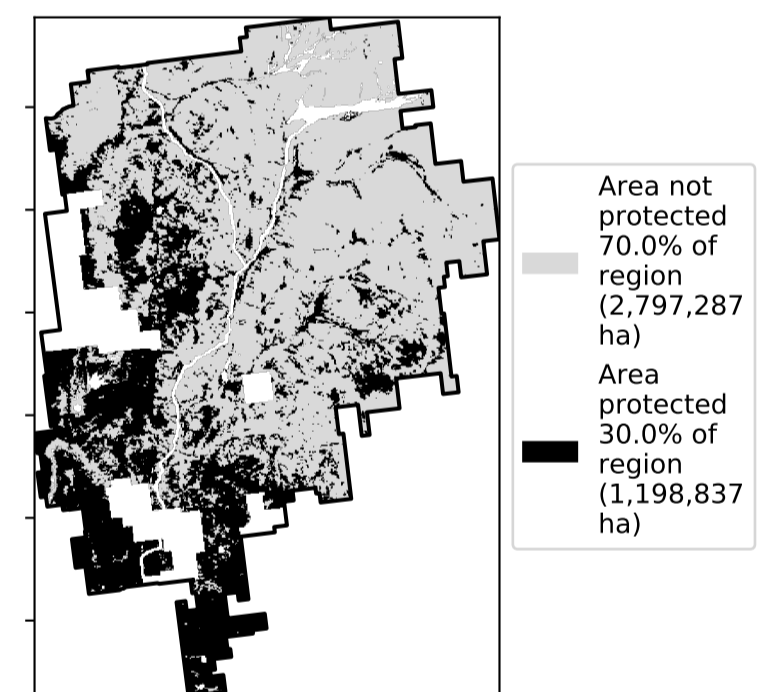 Area not
protected
70.0% of
region
(2,797,287
ha)
Area
protected
30.0% of
region
(1,198,837
ha)